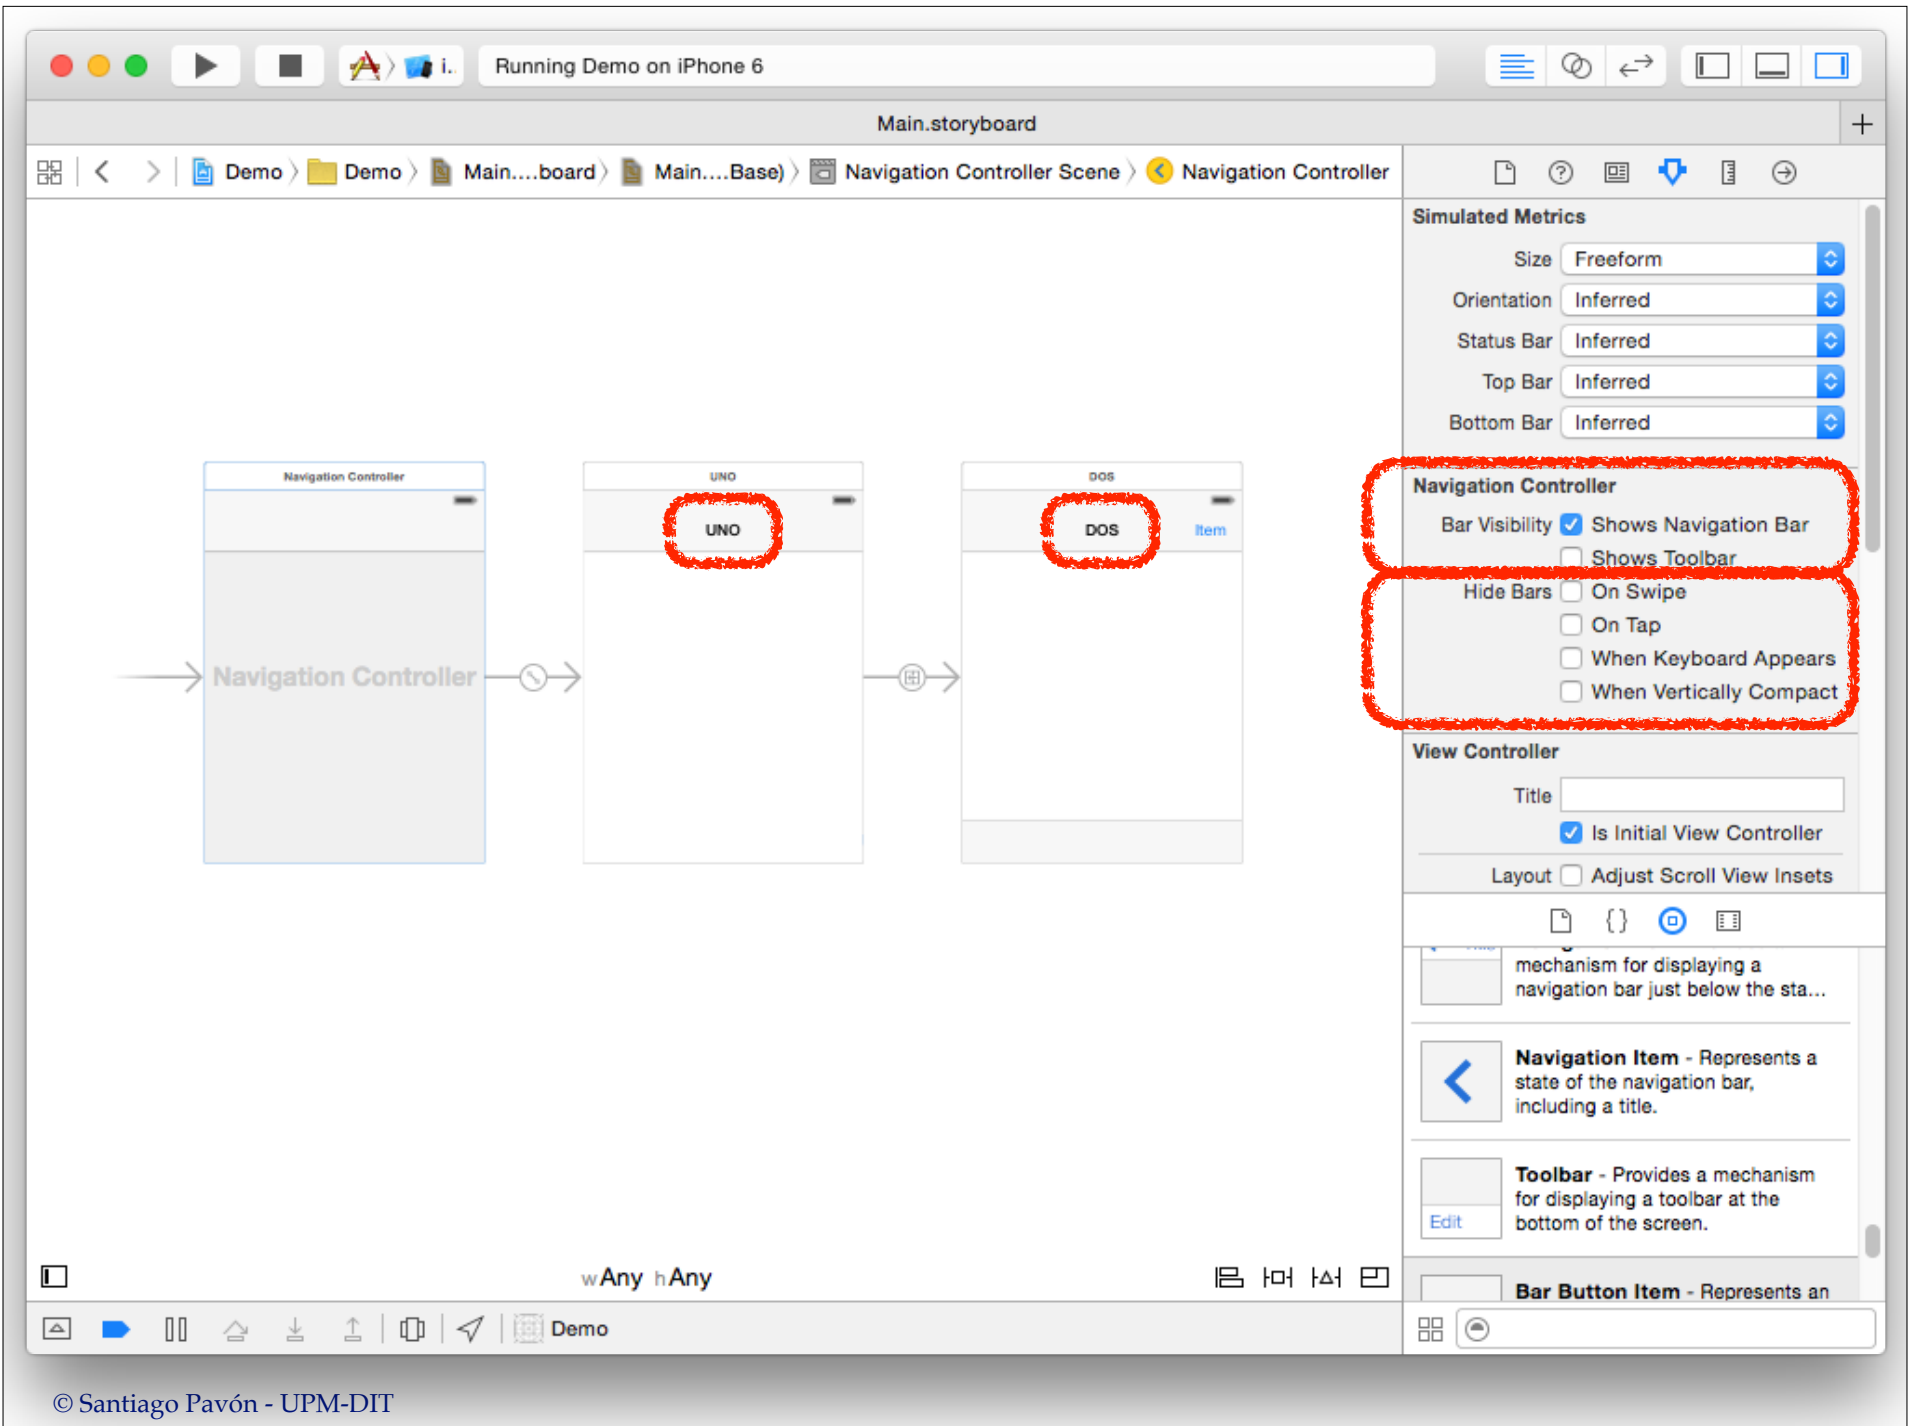 i..
Running Demo on iPhone 6
Main.storyboard
Demo
Demo
Main....board
Main....Base)
Navigation Controller Scene
Navigation Controller
Simulated Metrics
Size Freeform
Orientation Inferred
Status Bar Inferred
Top Bar Inferred
Bottom Bar Inferred
Navigation Controller
Bar Visibility Shows Navigation Bar
Shows Toolbar
Hide Bars On Swipe
On Tap
When Keyboard Appears
When Vertically Compact
View Controller
Title
Is Initial View Controller
Layout Adjust Scroll View Insets
Navigation Controller
Navigation Controller
UNO
UNO
DOS
DOS
Item
mechanism for displaying a
navigation bar just below the sta...
Navigation Item - Represents a
state of the navigation bar,
including a title.
Edit
Toolbar - Provides a mechanism
for displaying a toolbar at the
bottom of the screen.
Bar Button Item - Represents an
wAny hAny
Demo
© Santiago Pavón - UPM-DIT